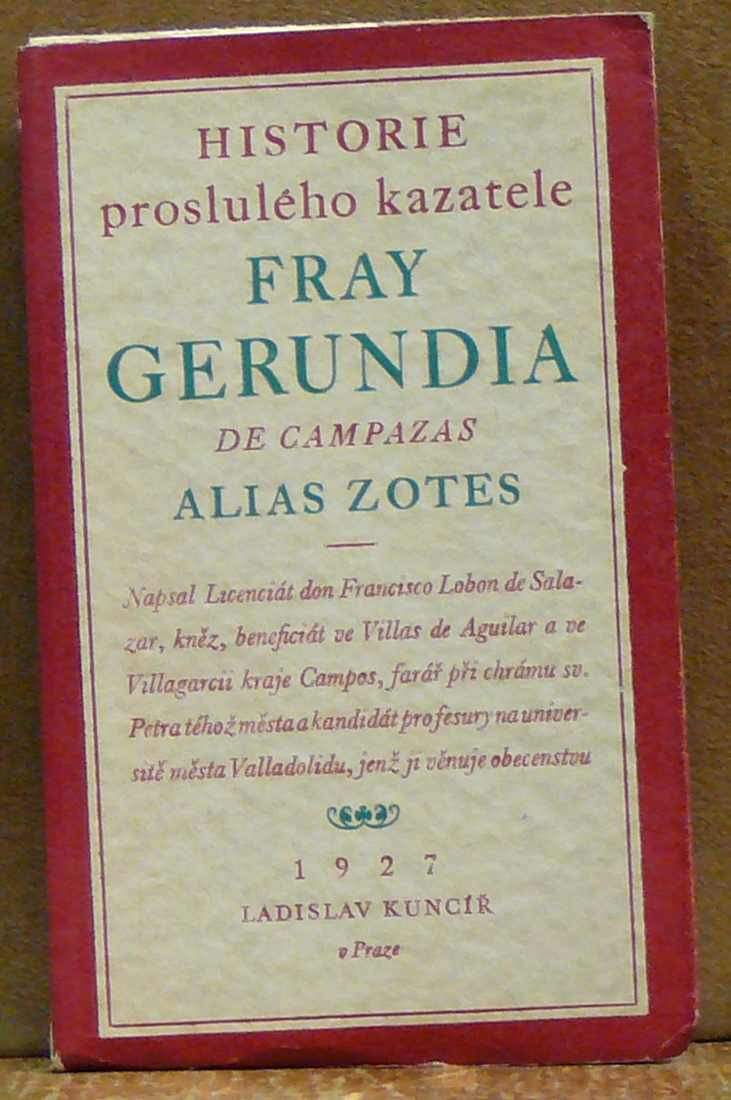 HISTORIE
proslulého kazatele
FRAY
GERUNDIA
DE CAMPAZAS
ALIAS ZOTES
Napsal Licenciát don Francisco Lobon de Sala-
zar, kněz, beneficiát ve Villas de Aguilar a ve
Villagarcii kraje Campos, farář při chrámu sv.
Petra téhož města a kandidát profesury na univer-
sitě města Valladolidu, jenž ji věnuje obecenstvu
1927
LADISLAV KUNCÍŘ
v Praze